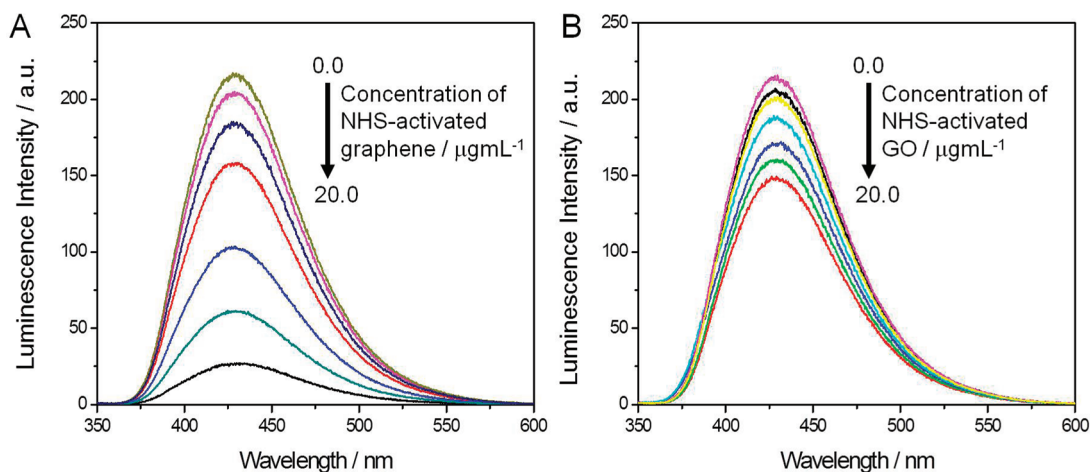 A
Luminescence Intensity / a.u.
250
200
150
100
50
0
0.0
Concentration of
NHS-activated
graphene / μgmL⁻¹
20.0
350
400
450
500
550
600
Wavelength / nm
B
Luminescence Intensity / a.u.
250
200
150
100
50
0
0.0
Concentration of
NHS-activated
GO / μgmL⁻¹
20.0
350
400
450
500
550
600
Wavelength / nm